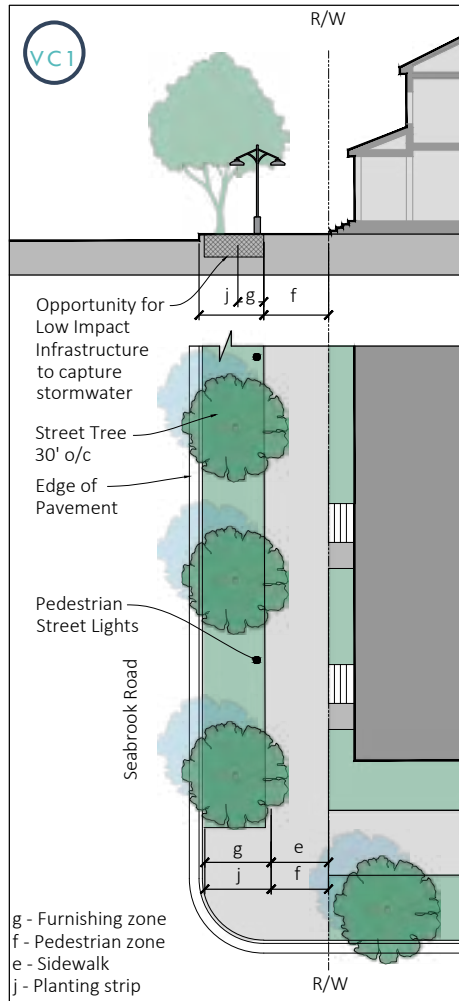 R/W
VC1
Opportunity for
Low Impact
Infrastructure
to capture
stormwater
j
g
f
Street Tree
30' o/c
Edge of
Pavement
Pedestrian
Street Lights
Seabrook Road
g
e
j
f
g - Furnishing zone
f - Pedestrian zone
e - Sidewalk
j - Planting strip
R/W